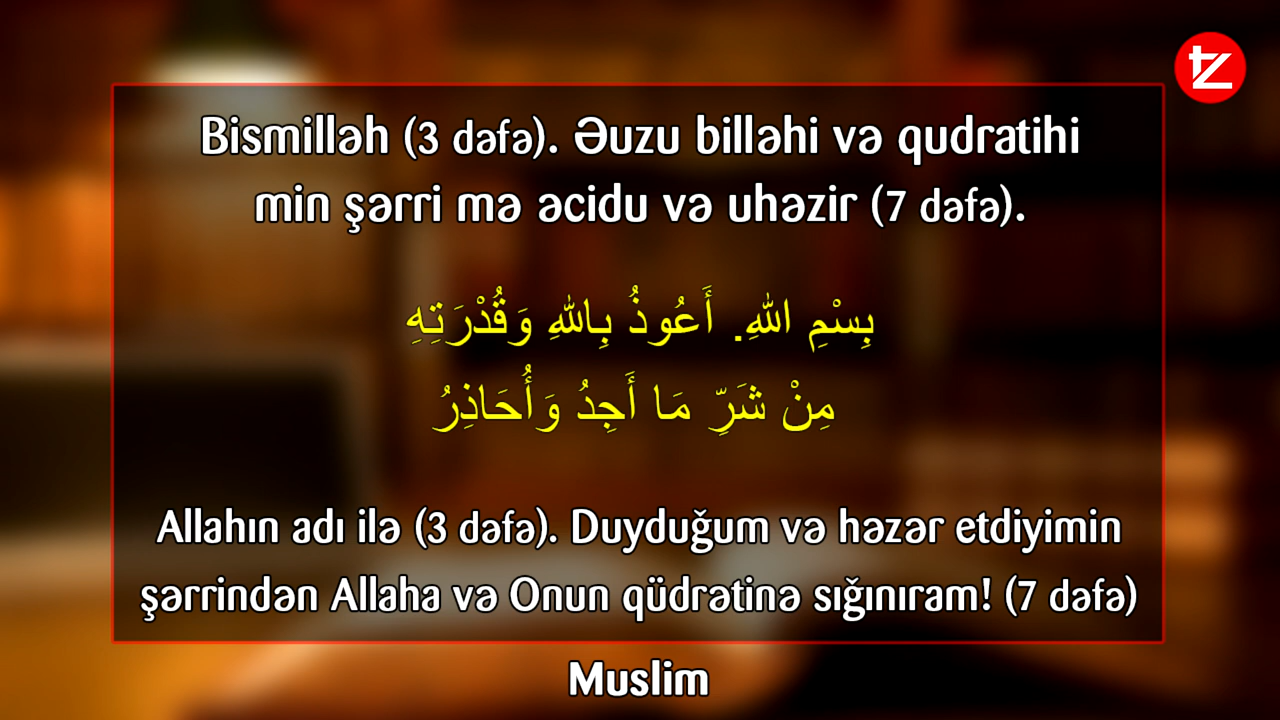 Bismilləh (3 dəfə). Əuzu billəhi və qudratihi
min şərri mə əcidu və uhəzir (7 dəfə).
بِسْمِ اللهِ. أَعُوذُ بِاللهِ وَقُدْرَتِهِ
مِنْ شَرِّ مَا أَجِدُ وَأُحَاذِرُ
Allahın adı ilə (3 dəfə). Duyduğum və həzər etdiyimin
şərrindən Allaha və Onun qüdrətinə sığınıram! (7 dəfə)
Muslim